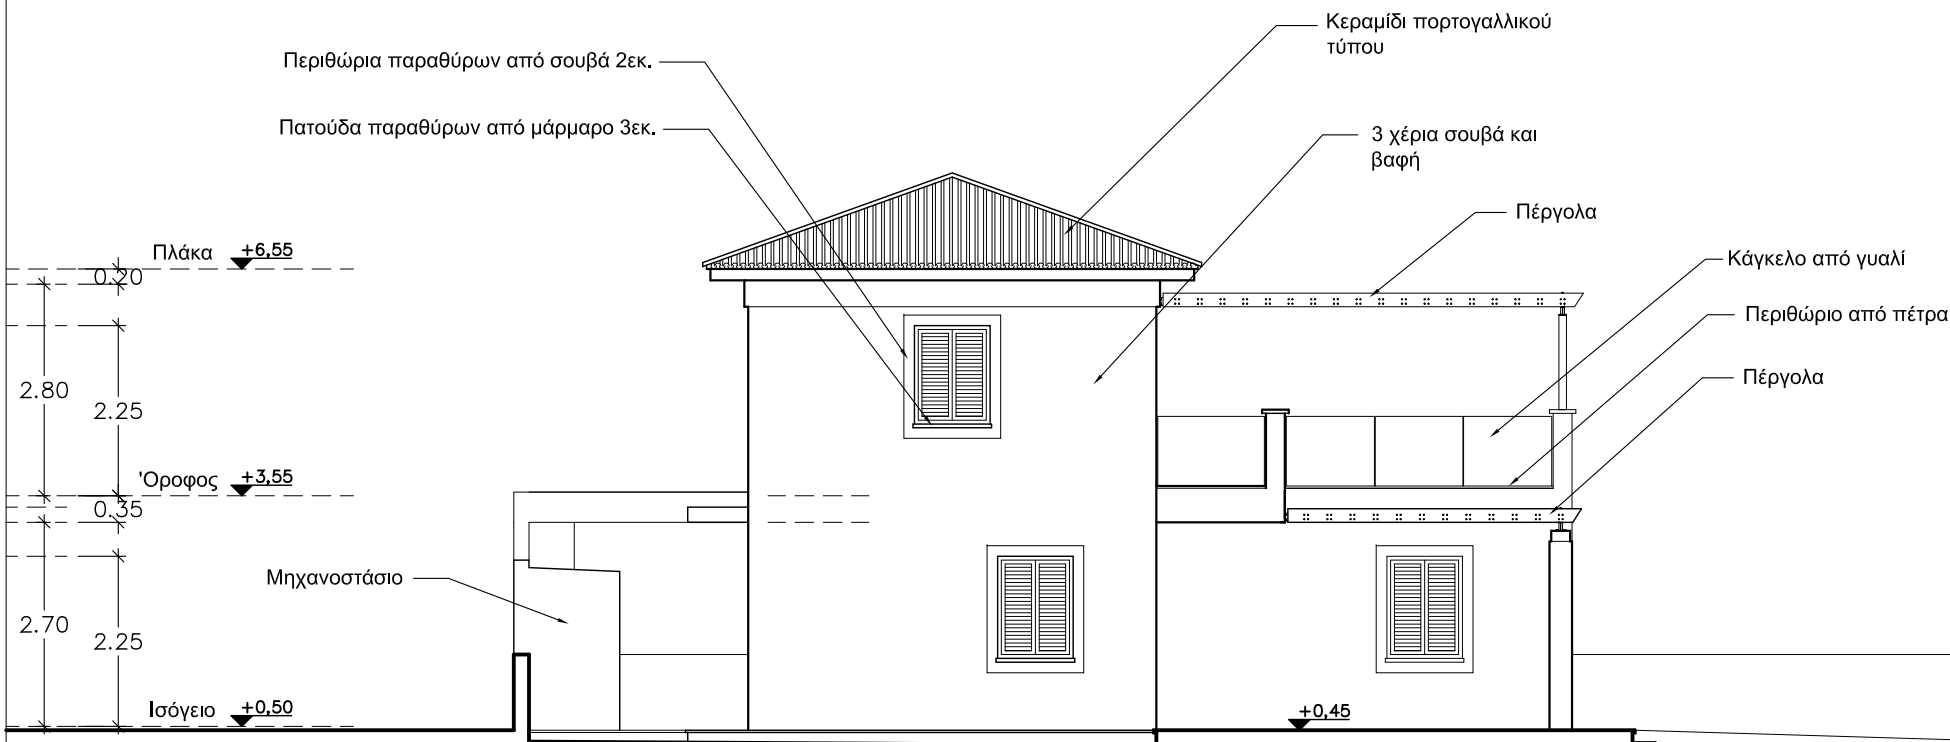 Κεραμίδι πορτογαλλικού
τύπου
Περιθώρια παραθύρων από σουβά 2εκ.
Πατούδα παραθύρων από μάρμαρο 3εκ.
3 χέρια σουβά και
βαφή
Πέργολα
Πλάκα +6,55
Κάγκελο από γυαλί
0.20
Περιθώριο από πέτρα
Πέργολα
2.80
2.25
'Οροφος +3,55
0.35
Μηχανοστάσιο
2.70
2.25
Ισόγειο +0,50
+0,45